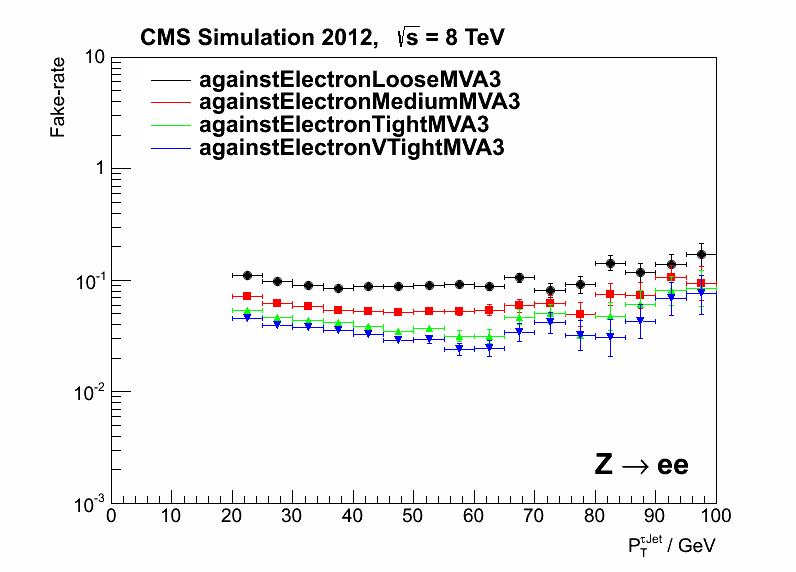 CMS Simulation 2012, √s = 8 TeV
Fake-rate
10
1
10⁻¹
10⁻²
10⁻³
againstElectronLooseMVA3
againstElectronMediumMVA3
againstElectronTightMVA3
againstElectronVTightMVA3
Z → ee
0 10 20 30 40 50 60 70 80 90 100
P_T^τJet / GeV